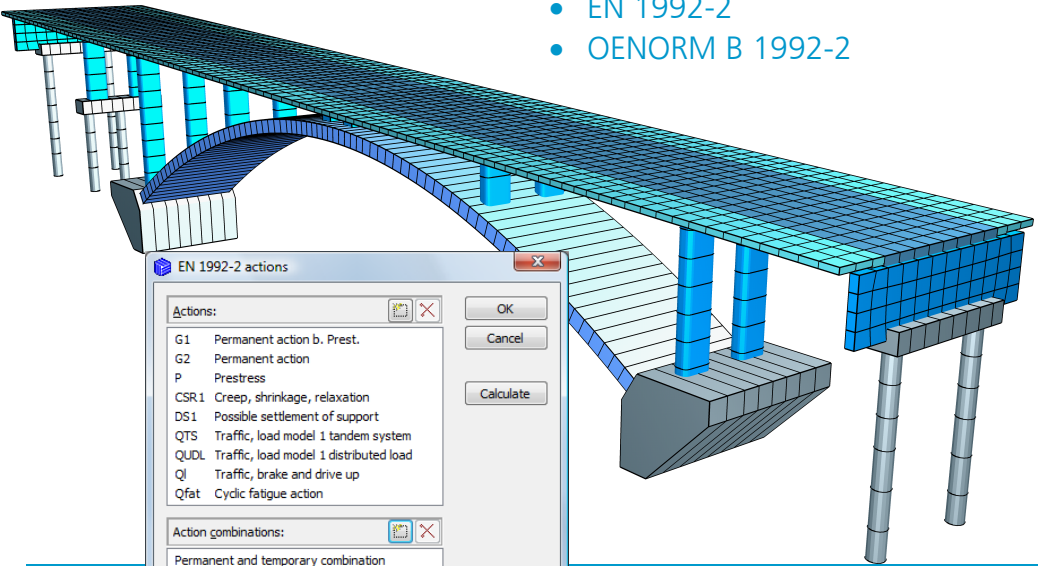 • EN 1992-2
• OENORM B 1992-2
EN 1992-2 actions
Actions:
OK
G1 Permanent action b. Prest.
Cancel
G2 Permanent action
P Prestress
CSR1 Creep, shrinkage, relaxation
Calculate
DS1 Possible settlement of support
QTS Traffic, load model 1 tandem system
QUDL Traffic, load model 1 distributed load
Ql Traffic, brake and drive up
Qfat Cyclic fatigue action
Action combinations:
Permanent and temporary combination